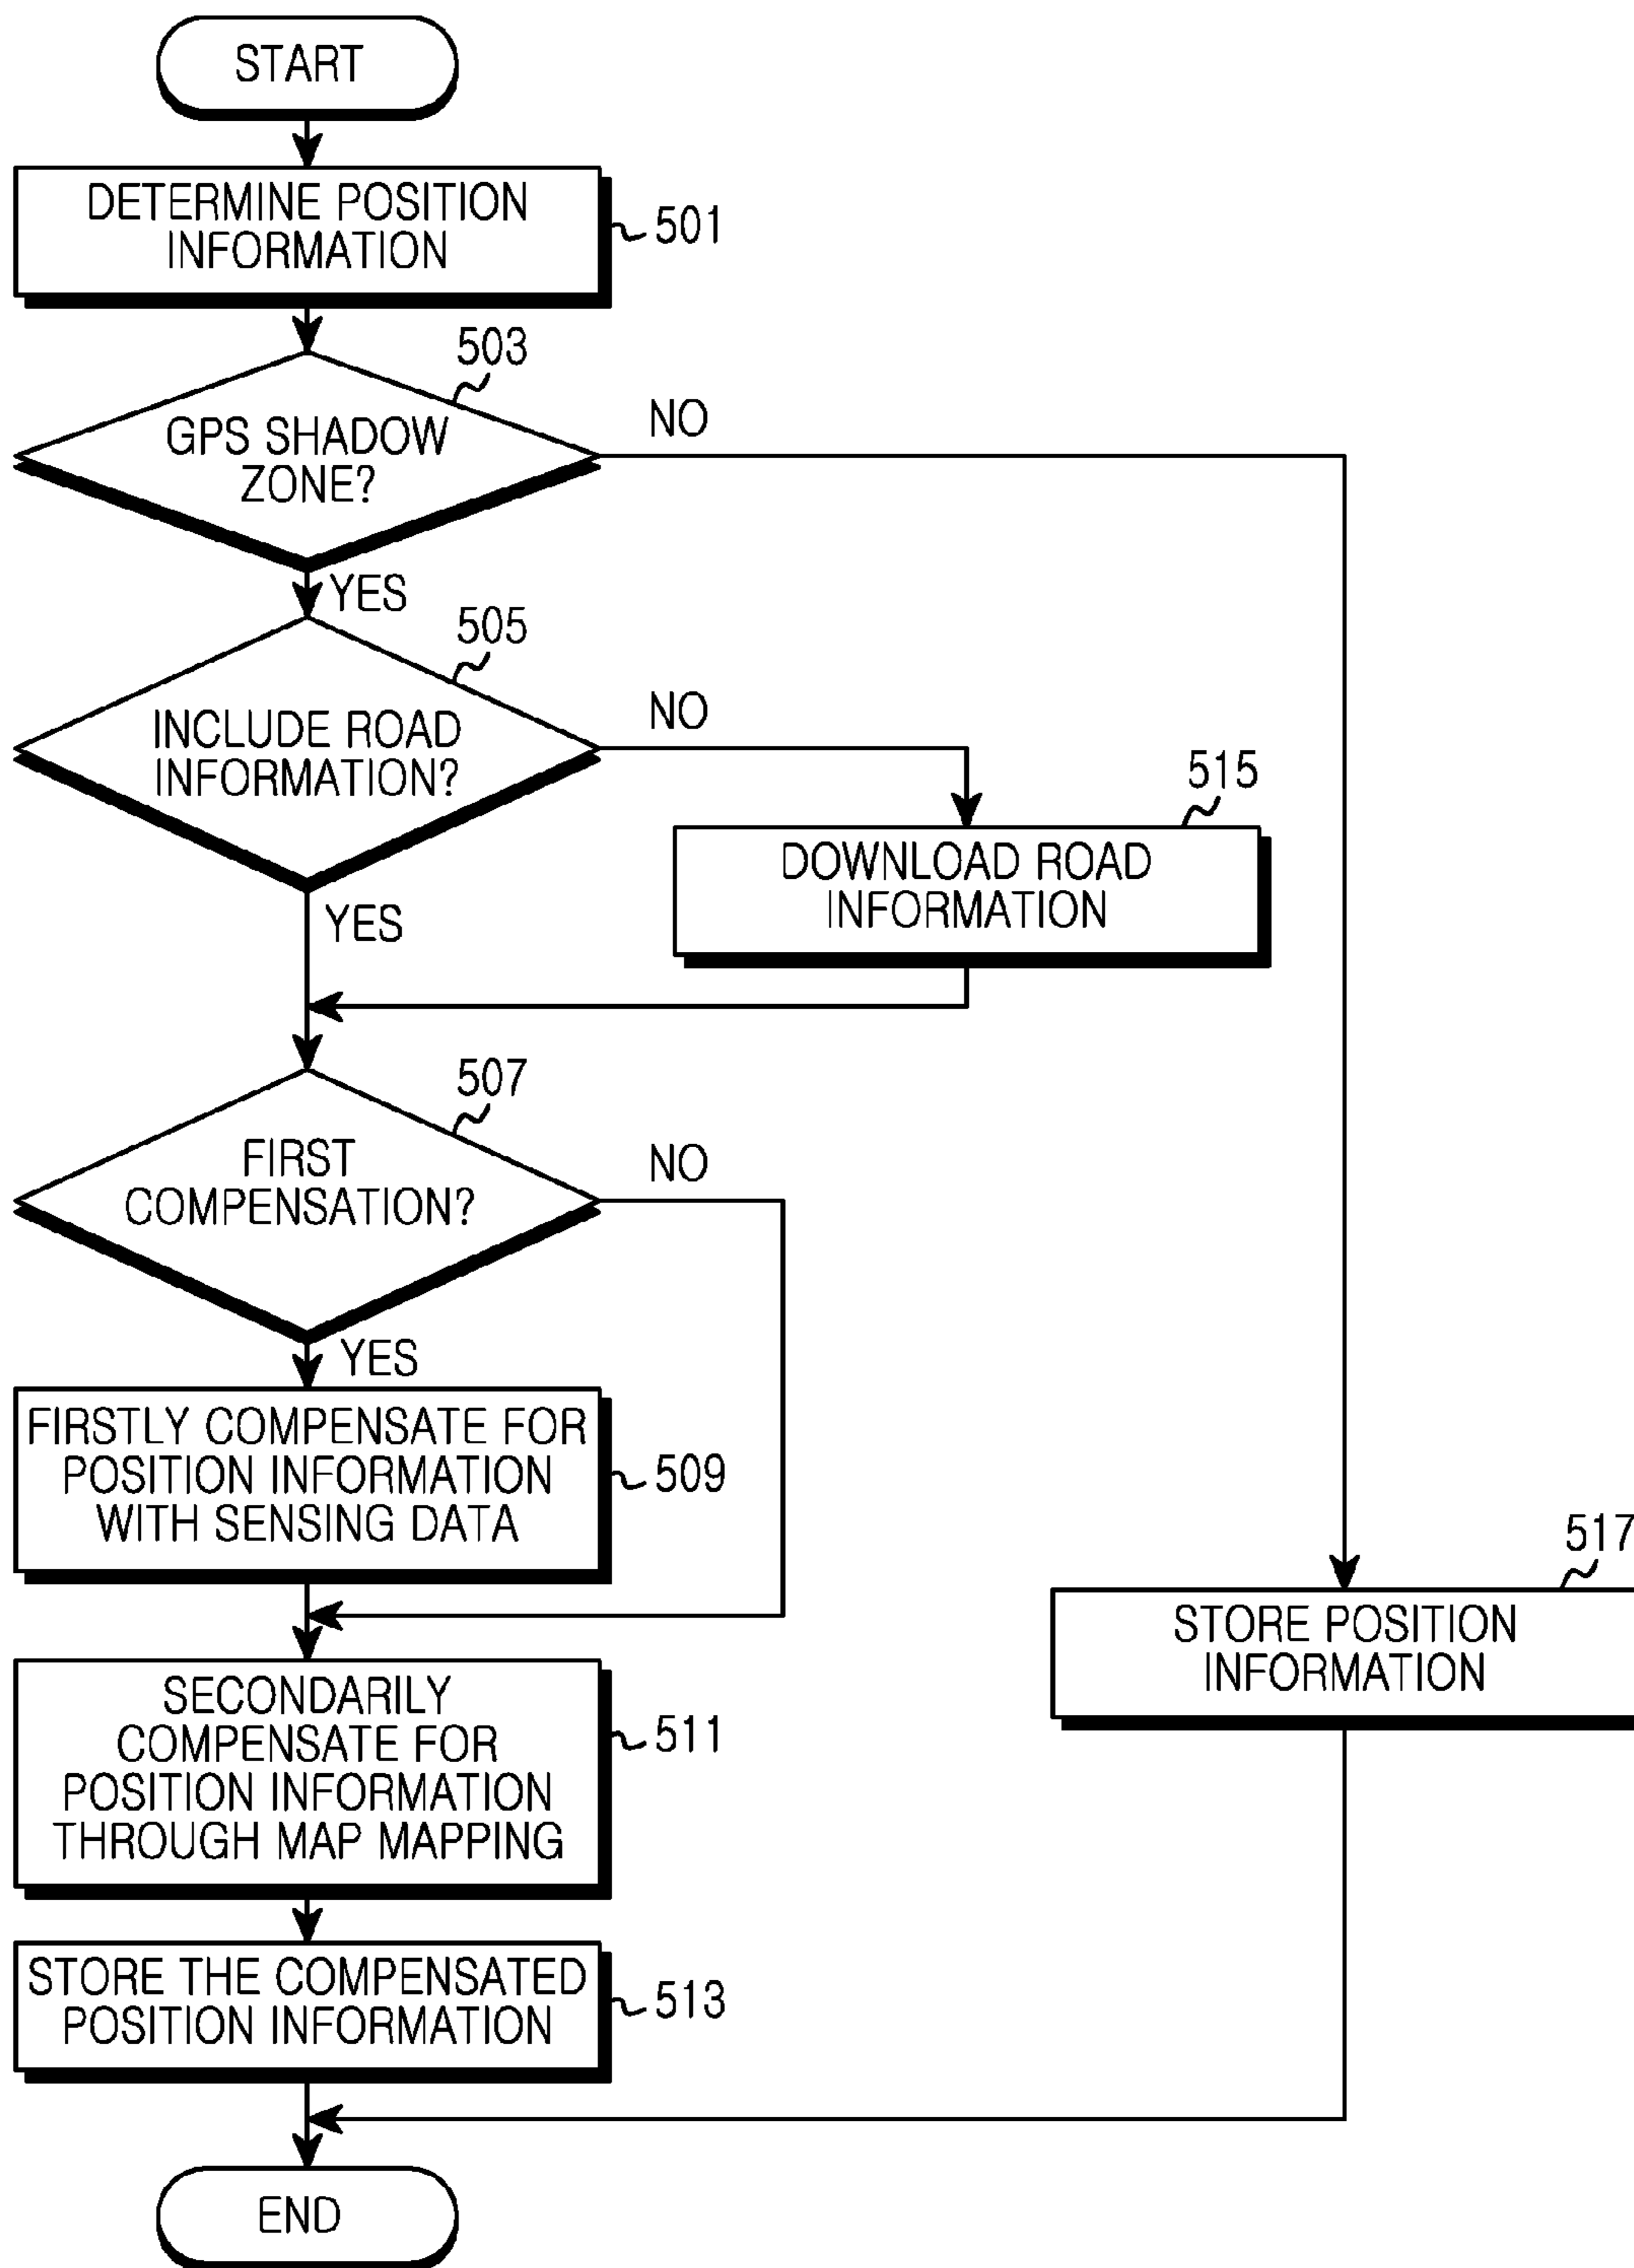 START
DETERMINE POSITION
INFORMATION
501
503
GPS SHADOW
ZONE?
NO
YES
505
INCLUDE ROAD
INFORMATION?
NO
515
DOWNLOAD ROAD
INFORMATION
YES
507
FIRST
COMPENSATION?
NO
YES
FIRSTLY COMPENSATE FOR
POSITION INFORMATION
WITH SENSING DATA
509
517
STORE POSITION
INFORMATION
SECONDARILY
COMPENSATE FOR
POSITION INFORMATION
THROUGH MAP MAPPING
511
STORE THE COMPENSATED
POSITION INFORMATION
513
END